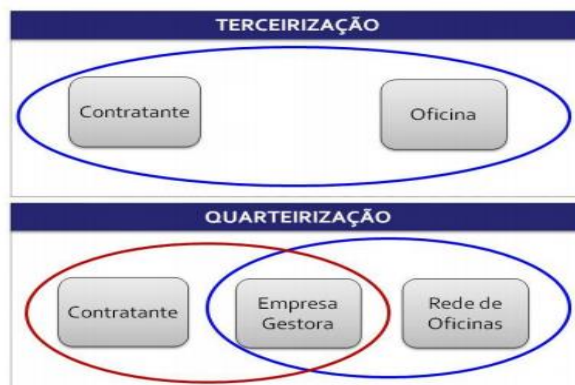 TERCEIRIZAÇÃO
Contratante
Oficina
QUARTEIRIZAÇÃO
Contratante
Empresa
Gestora
Rede de
Oficinas